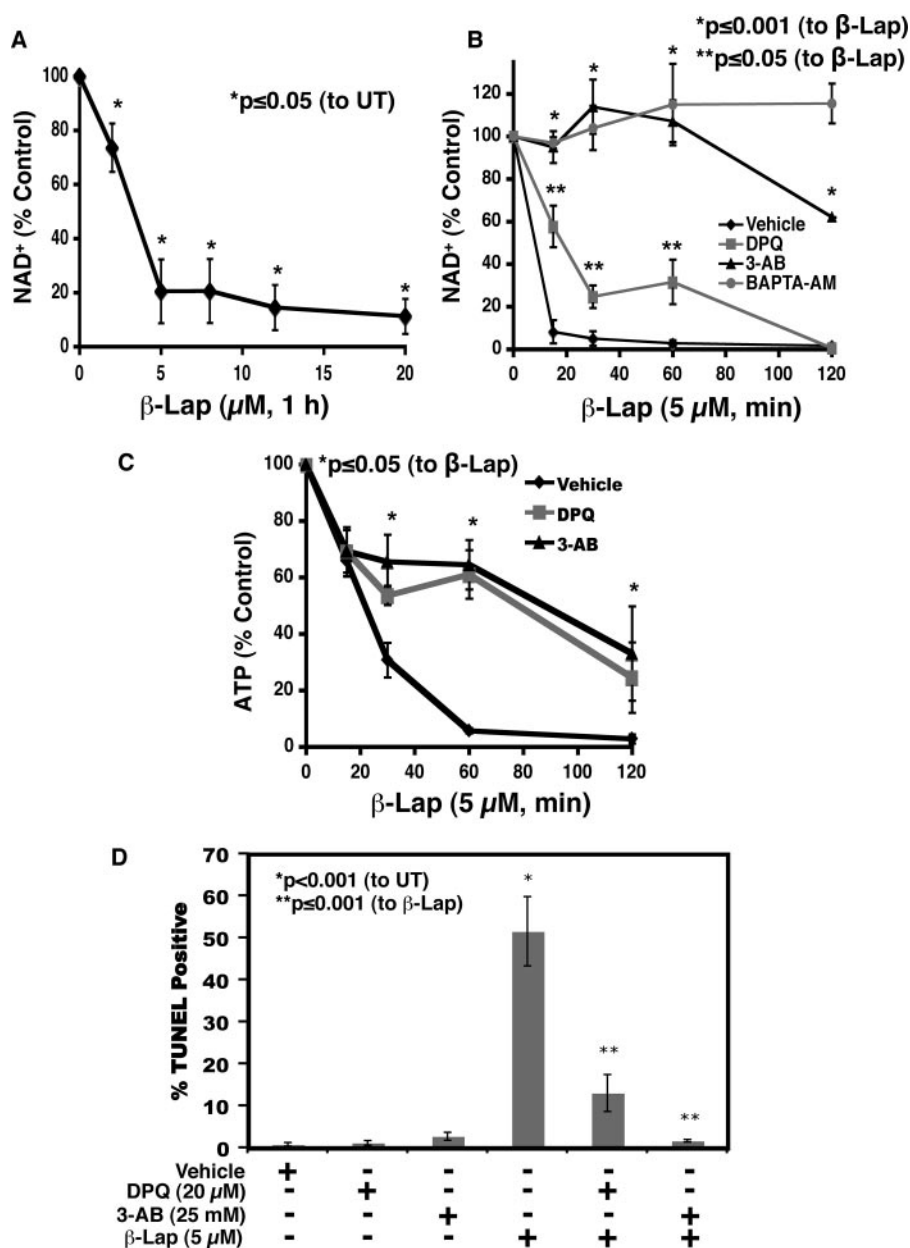 A
*p≤0.05 (to UT)
NAD+ (% Control)
100
80
60
40
20
0
* * * * *
0 5 10 15 20
β-Lap (µM, 1 h)
B
*p≤0.001 (to β-Lap)
**p≤0.05 (to β-Lap)
NAD+ (% Control)
120
100
80
60
40
20
0
* * * *
** ** **
Vehicle
DPQ
3-AB
BAPTA-AM
0 20 40 60 80 100 120
β-Lap (5 µM, min)
C
*p≤0.05 (to β-Lap)
Vehicle
DPQ
3-AB
ATP (% Control)
100
80
60
40
20
0
* * *
0 20 40 60 80 100 120
β-Lap (5 µM, min)
D
*p<0.001 (to UT)
**p≤0.001 (to β-Lap)
% TUNEL Positive
70
60
50
40
30
20
10
0
* ** **
Vehicle + - - - - -
DPQ (20 µM) - + - - + -
3-AB (25 mM) - - + - - +
β-Lap (5 µM) - - - + + +